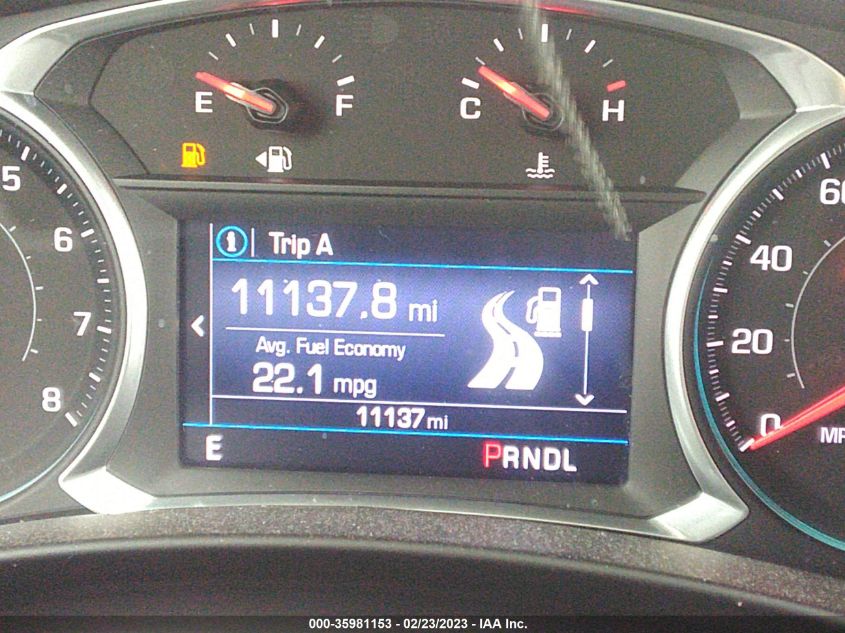 E F C H
5
6
7
8
i Trip A
11137.8 mi
Avg. Fuel Economy
22.1 mpg
11137 mi
E PRNDL
60
40
20
0
000-35981153 - 02/23/2023 - IAA Inc.